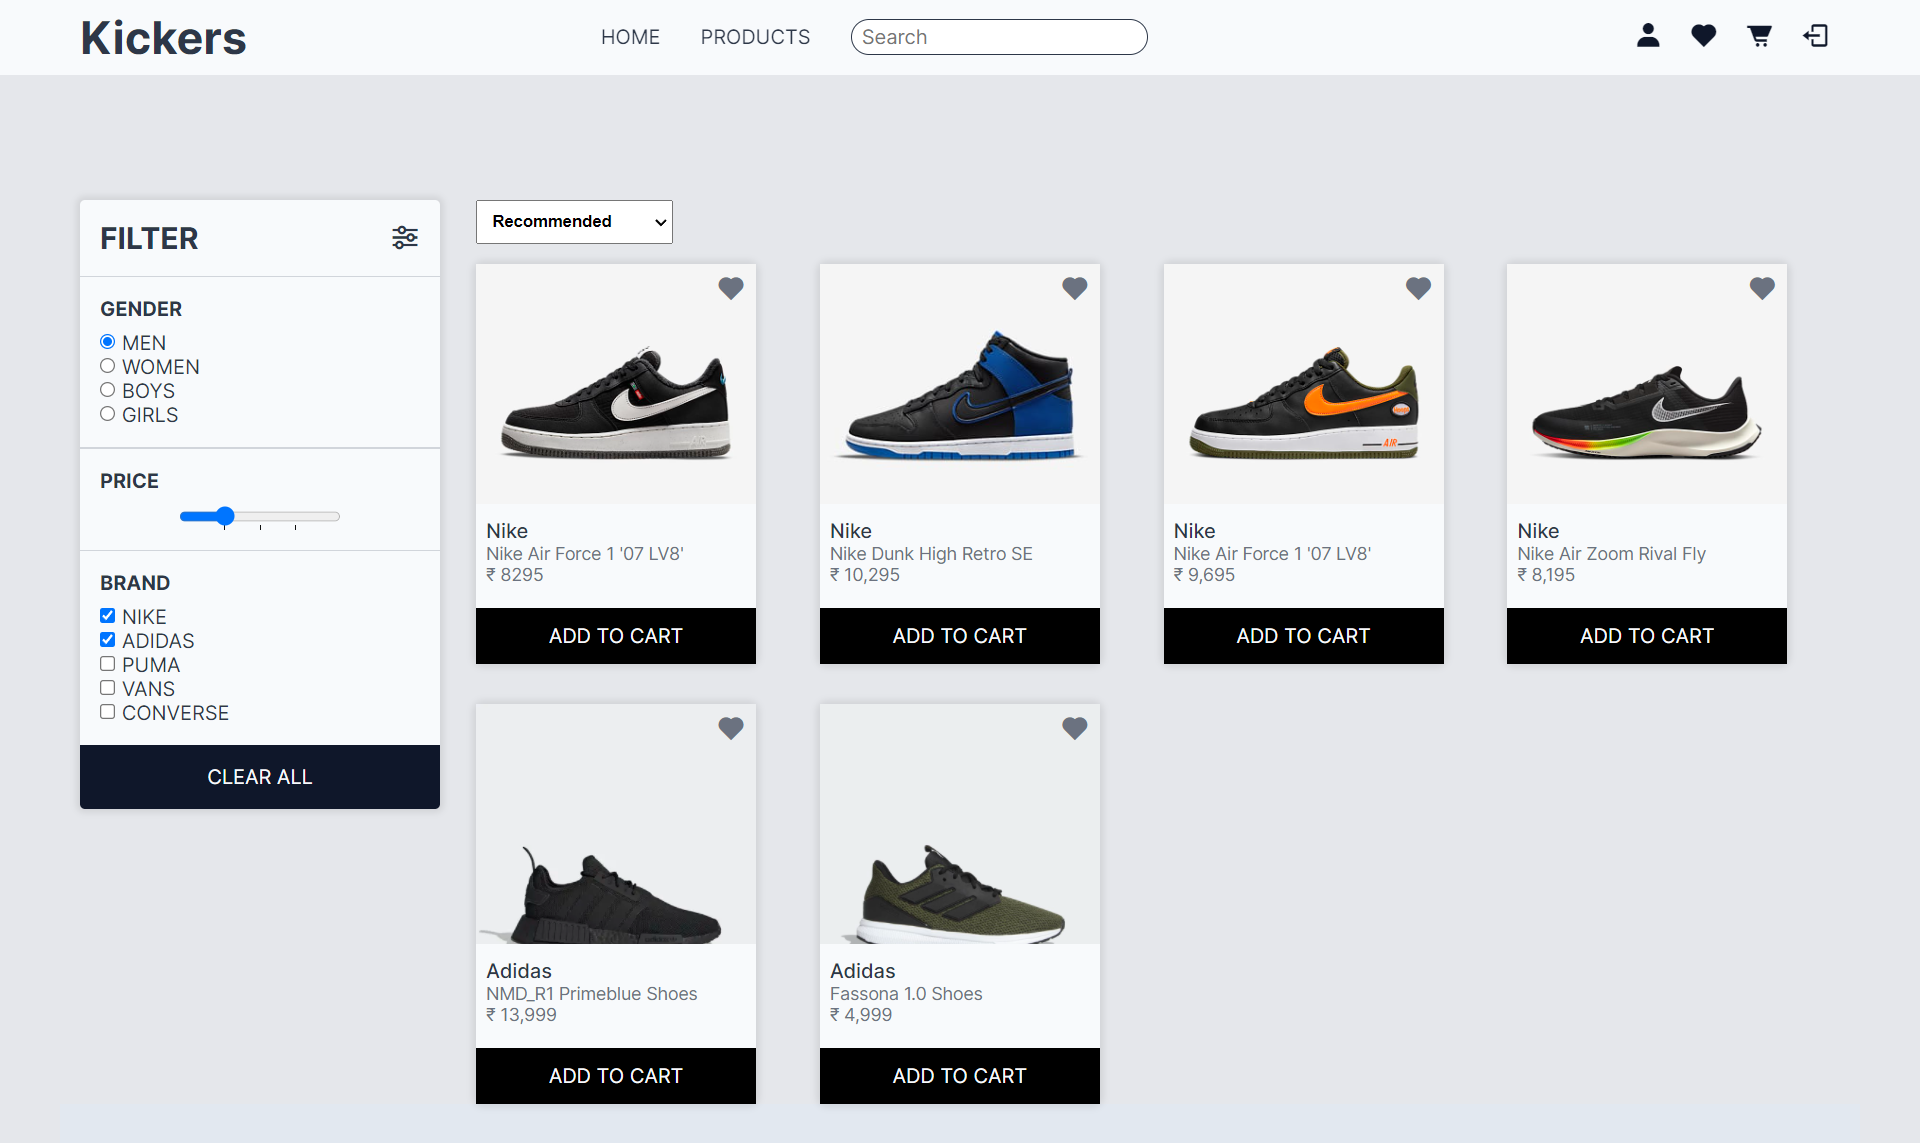 Kickers
HOME
PRODUCTS
Search
FILTER
GENDER
MEN
WOMEN
BOYS
GIRLS
PRICE
BRAND
NIKE
ADIDAS
PUMA
VANS
CONVERSE
CLEAR ALL
Recommended
Nike
Nike Air Force 1 '07 LV8'
₹ 8295
ADD TO CART
Nike
Nike Dunk High Retro SE
₹ 10,295
ADD TO CART
AIR
Nike
Nike Air Force 1 '07 LV8'
₹ 9,695
ADD TO CART
Nike
Nike Air Zoom Rival Fly
₹ 8,195
ADD TO CART
Adidas
NMD_R1 Primeblue Shoes
₹ 13,999
ADD TO CART
Adidas
Fassona 1.0 Shoes
₹ 4,999
ADD TO CART